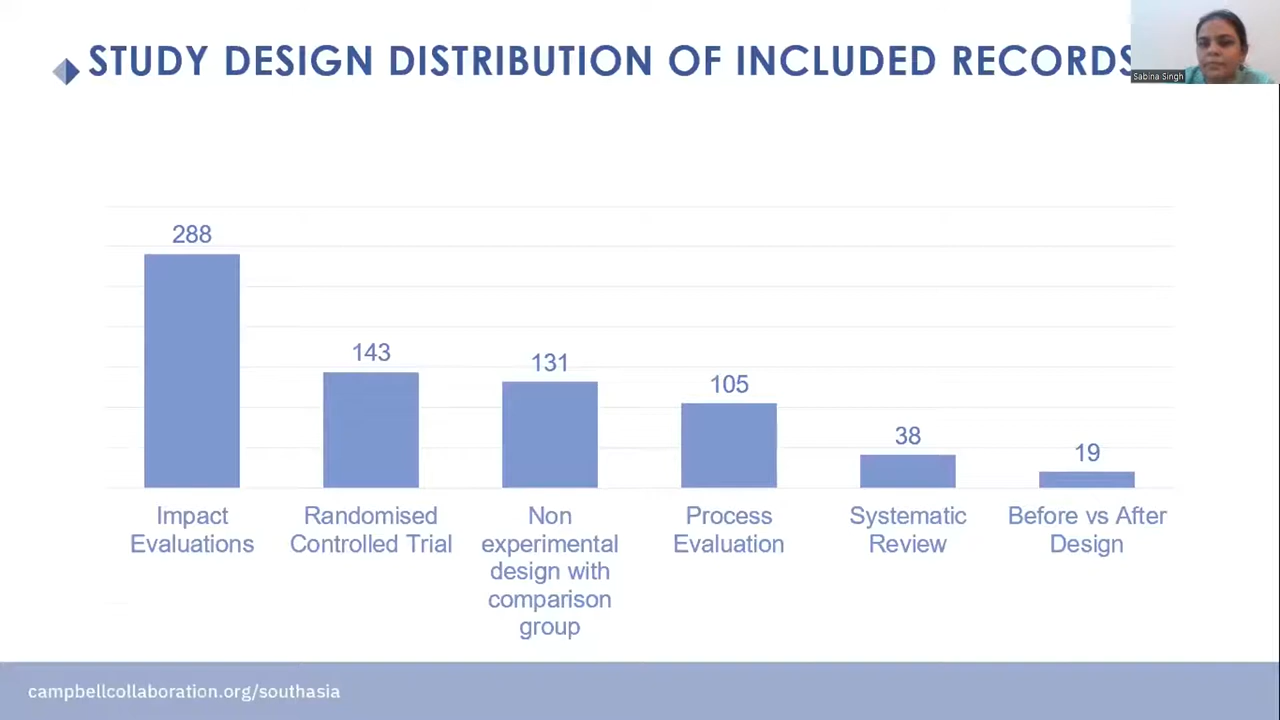 STUDY DESIGN DISTRIBUTION OF INCLUDED RECORDS
Sabina Singh
288
143
131
105
38
19
Impact
Evaluations
Randomised
Controlled Trial
Non
experimental
design with
comparison
group
Process
Evaluation
Systematic
Review
Before vs After
Design
campbellcollaboration.org/southasia